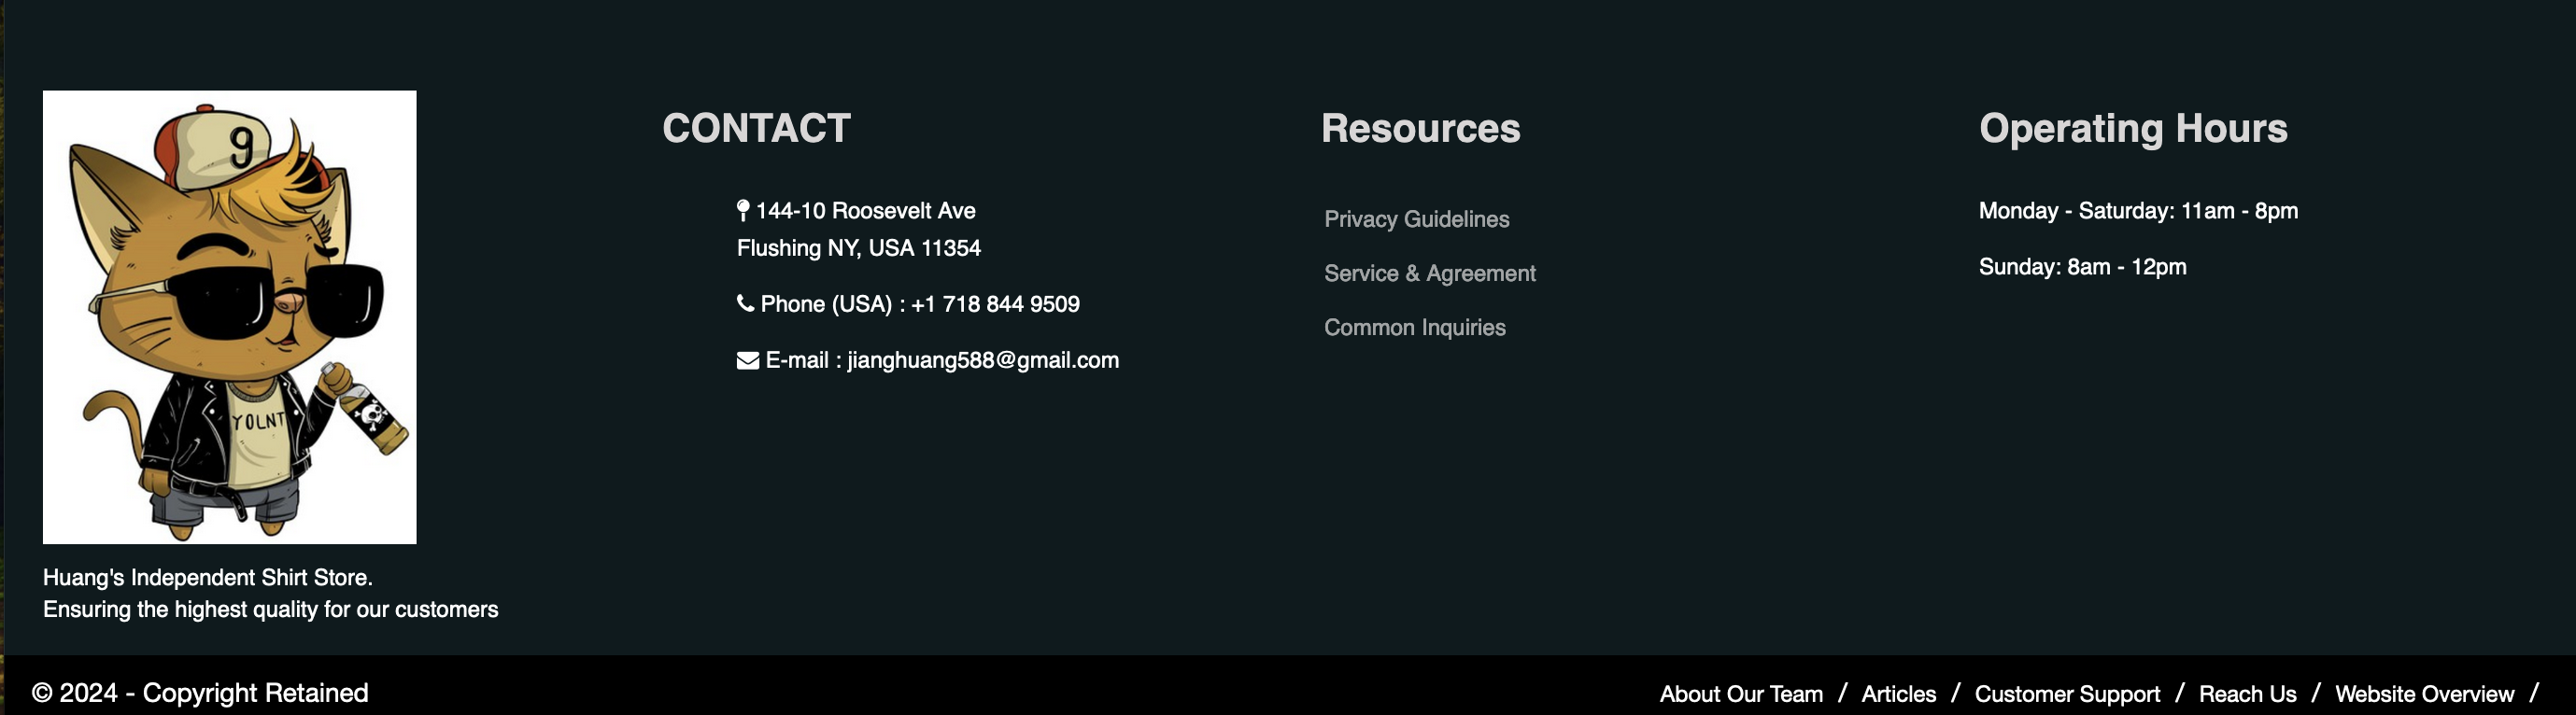 9
YOLNT
Huang's Independent Shirt Store.
Ensuring the highest quality for our customers
CONTACT
144-10 Roosevelt Ave
Flushing NY, USA 11354
Phone (USA) : +1 718 844 9509
E-mail : jianghuang588@gmail.com
Resources
Privacy Guidelines
Service & Agreement
Common Inquiries
Operating Hours
Monday - Saturday: 11am - 8pm
Sunday: 8am - 12pm
© 2024 - Copyright Retained
About Our Team / Articles / Customer Support / Reach Us / Website Overview /